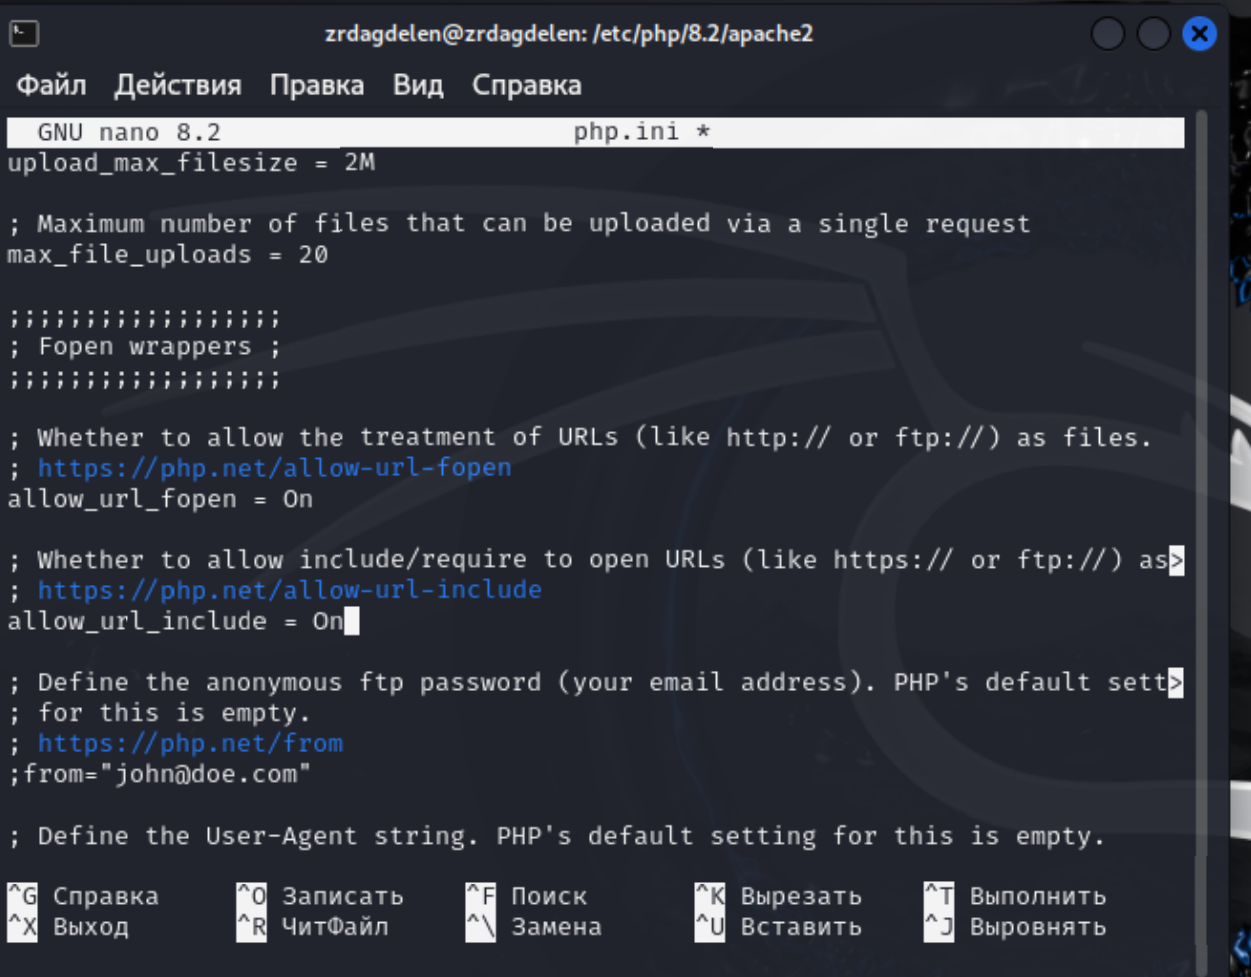 zrdagdelen@zrdagdelen: /etc/php/8.2/apache2
Файл Действия Правка Вид Справка
GNU nano 8.2 php.ini *
upload_max_filesize = 2M
; Maximum number of files that can be uploaded via a single request
max_file_uploads = 20
;;;;;;;;;;;;;;;;;;
; Fopen wrappers ;
;;;;;;;;;;;;;;;;;;
; Whether to allow the treatment of URLs (like http:// or ftp://) as files.
; https://php.net/allow-url-fopen
allow_url_fopen = On
; Whether to allow include/require to open URLs (like https:// or ftp://) as>
; https://php.net/allow-url-include
allow_url_include = On
; Define the anonymous ftp password (your email address). PHP's default sett>
; for this is empty.
; https://php.net/from
;from="john@doe.com"
; Define the User-Agent string. PHP's default setting for this is empty.
^G Справка ^O Записать ^F Поиск ^K Вырезать ^T Выполнить
^X Выход ^R ЧитФайл ^\ Замена ^U Вставить ^J Выровнять